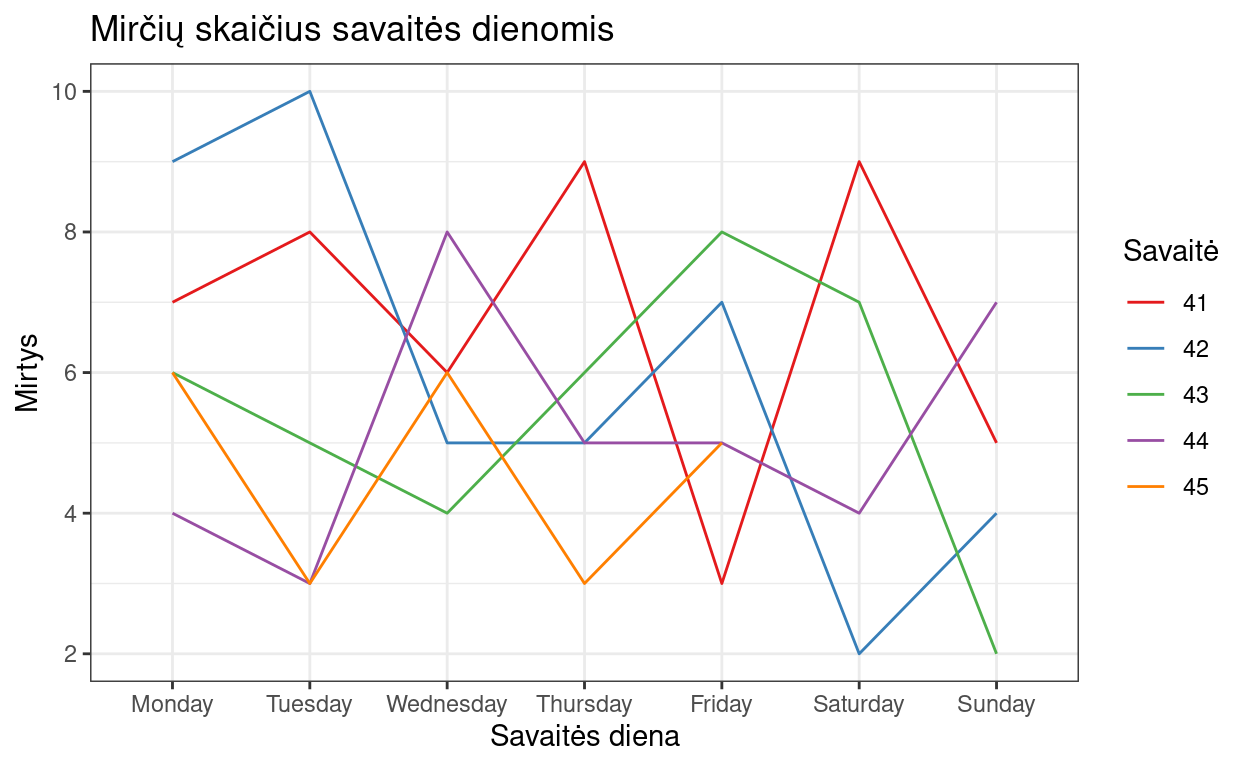 Mirčių skaičius savaitės dienomis
10
8
6
4
2
Mirtys
Monday Tuesday Wednesday Thursday Friday Saturday Sunday
Savaitės diena
Savaitė
41
42
43
44
45